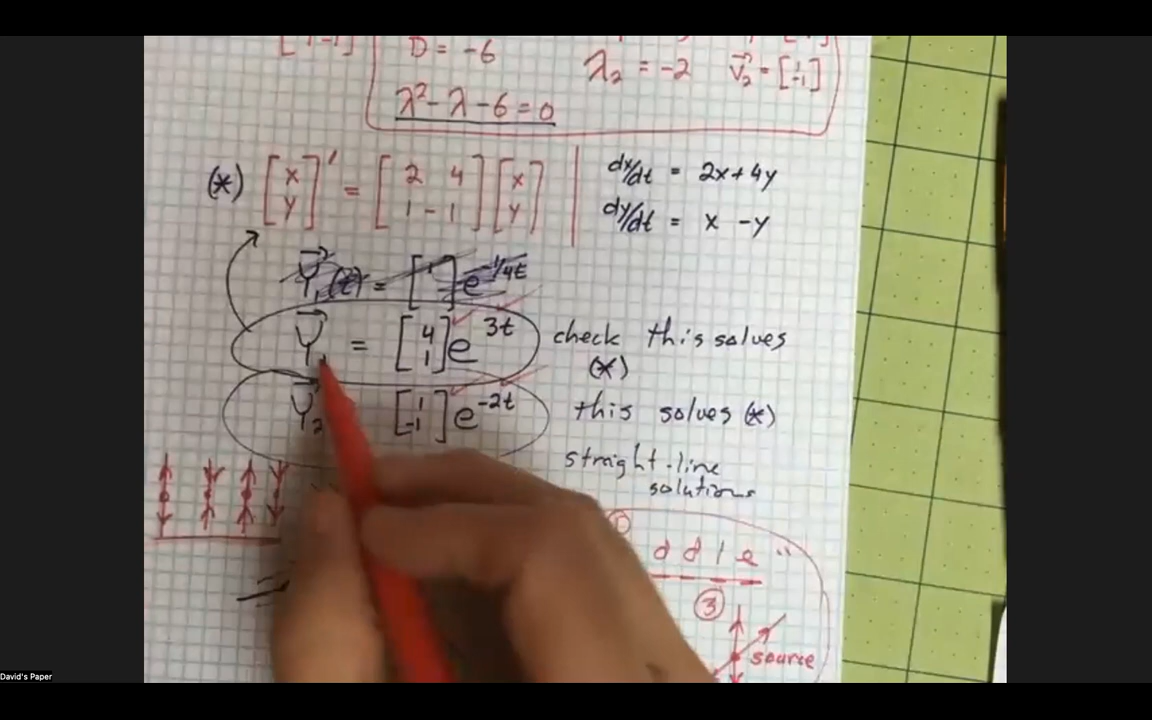 D = -6
λ₂ = -2 v⃗₂ = [1 -1]
λ² - λ - 6 = 0
(*) [x y]' = [2 4 1 -1] [x y]
dx/dt = 2x+4y
dy/dt = x - y
Y⃗₁ = [4 1] e^3t check this solves
(*)
Y⃗₂ [1 -1] e^-2t this solves (*)
straight-line
solutions
ddle"
③
source
David's Paper